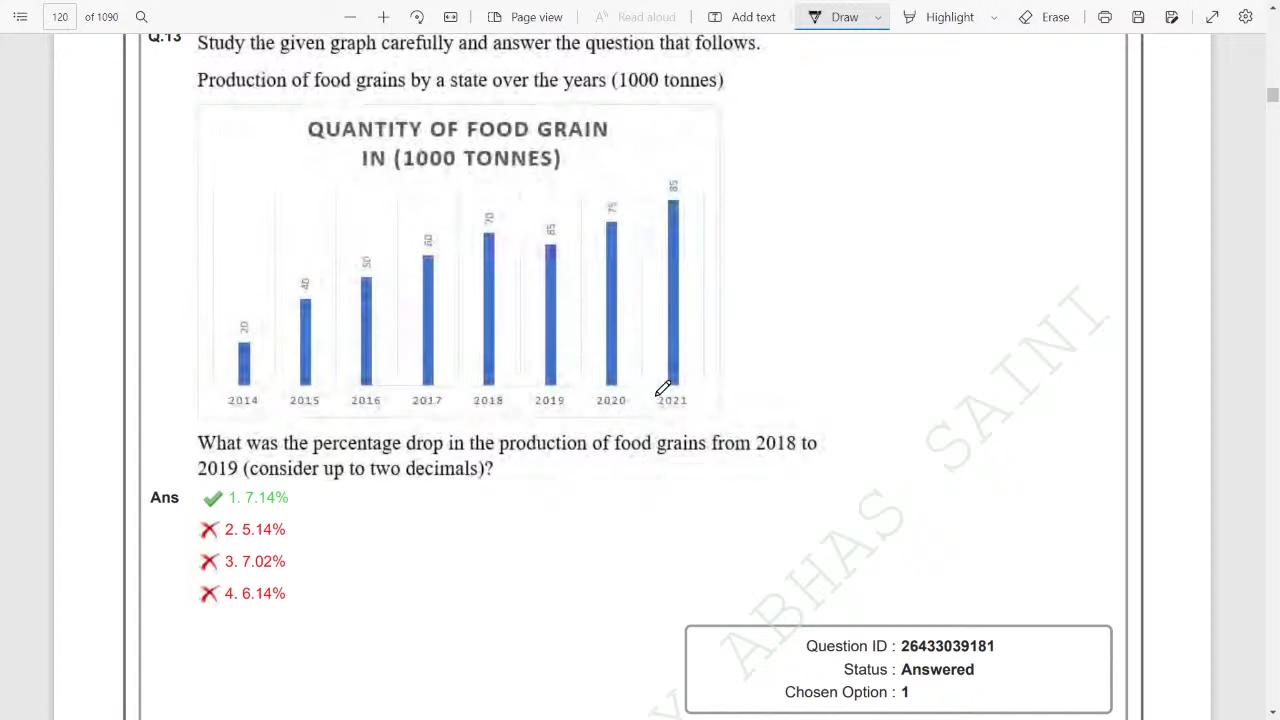 120 of 1090 Page view Read aloud Add text Draw Highlight Erase
Q.13 Study the given graph carefully and answer the question that follows.
Production of food grains by a state over the years (1000 tonnes)
QUANTITY OF FOOD GRAIN
IN (1000 TONNES)
20 40 50 60 70 65 75 85
2014 2015 2016 2017 2018 2019 2020 2021
What was the percentage drop in the production of food grains from 2018 to
2019 (consider up to two decimals)?
Ans 1. 7.14%
2. 5.14%
3. 7.02%
4. 6.14%
ABHAS SAINI
Question ID : 26433039181
Status : Answered
Chosen Option : 1